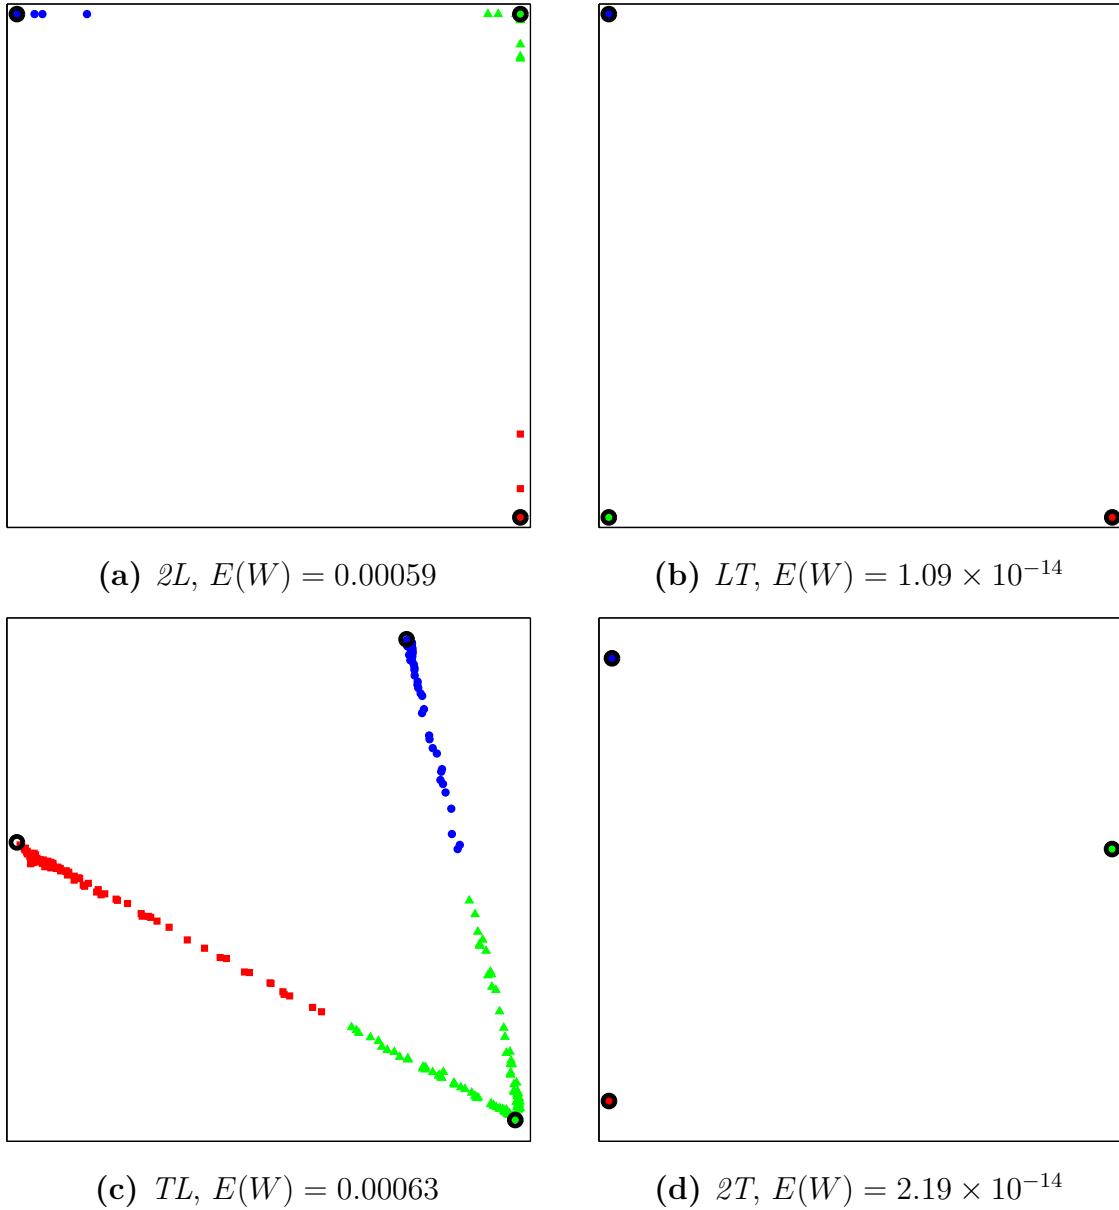 (a) 2L, E(W) = 0.00059
(b) LT, E(W) = 1.09 × 10⁻¹⁴
(c) TL, E(W) = 0.00063
(d) 2T, E(W) = 2.19 × 10⁻¹⁴